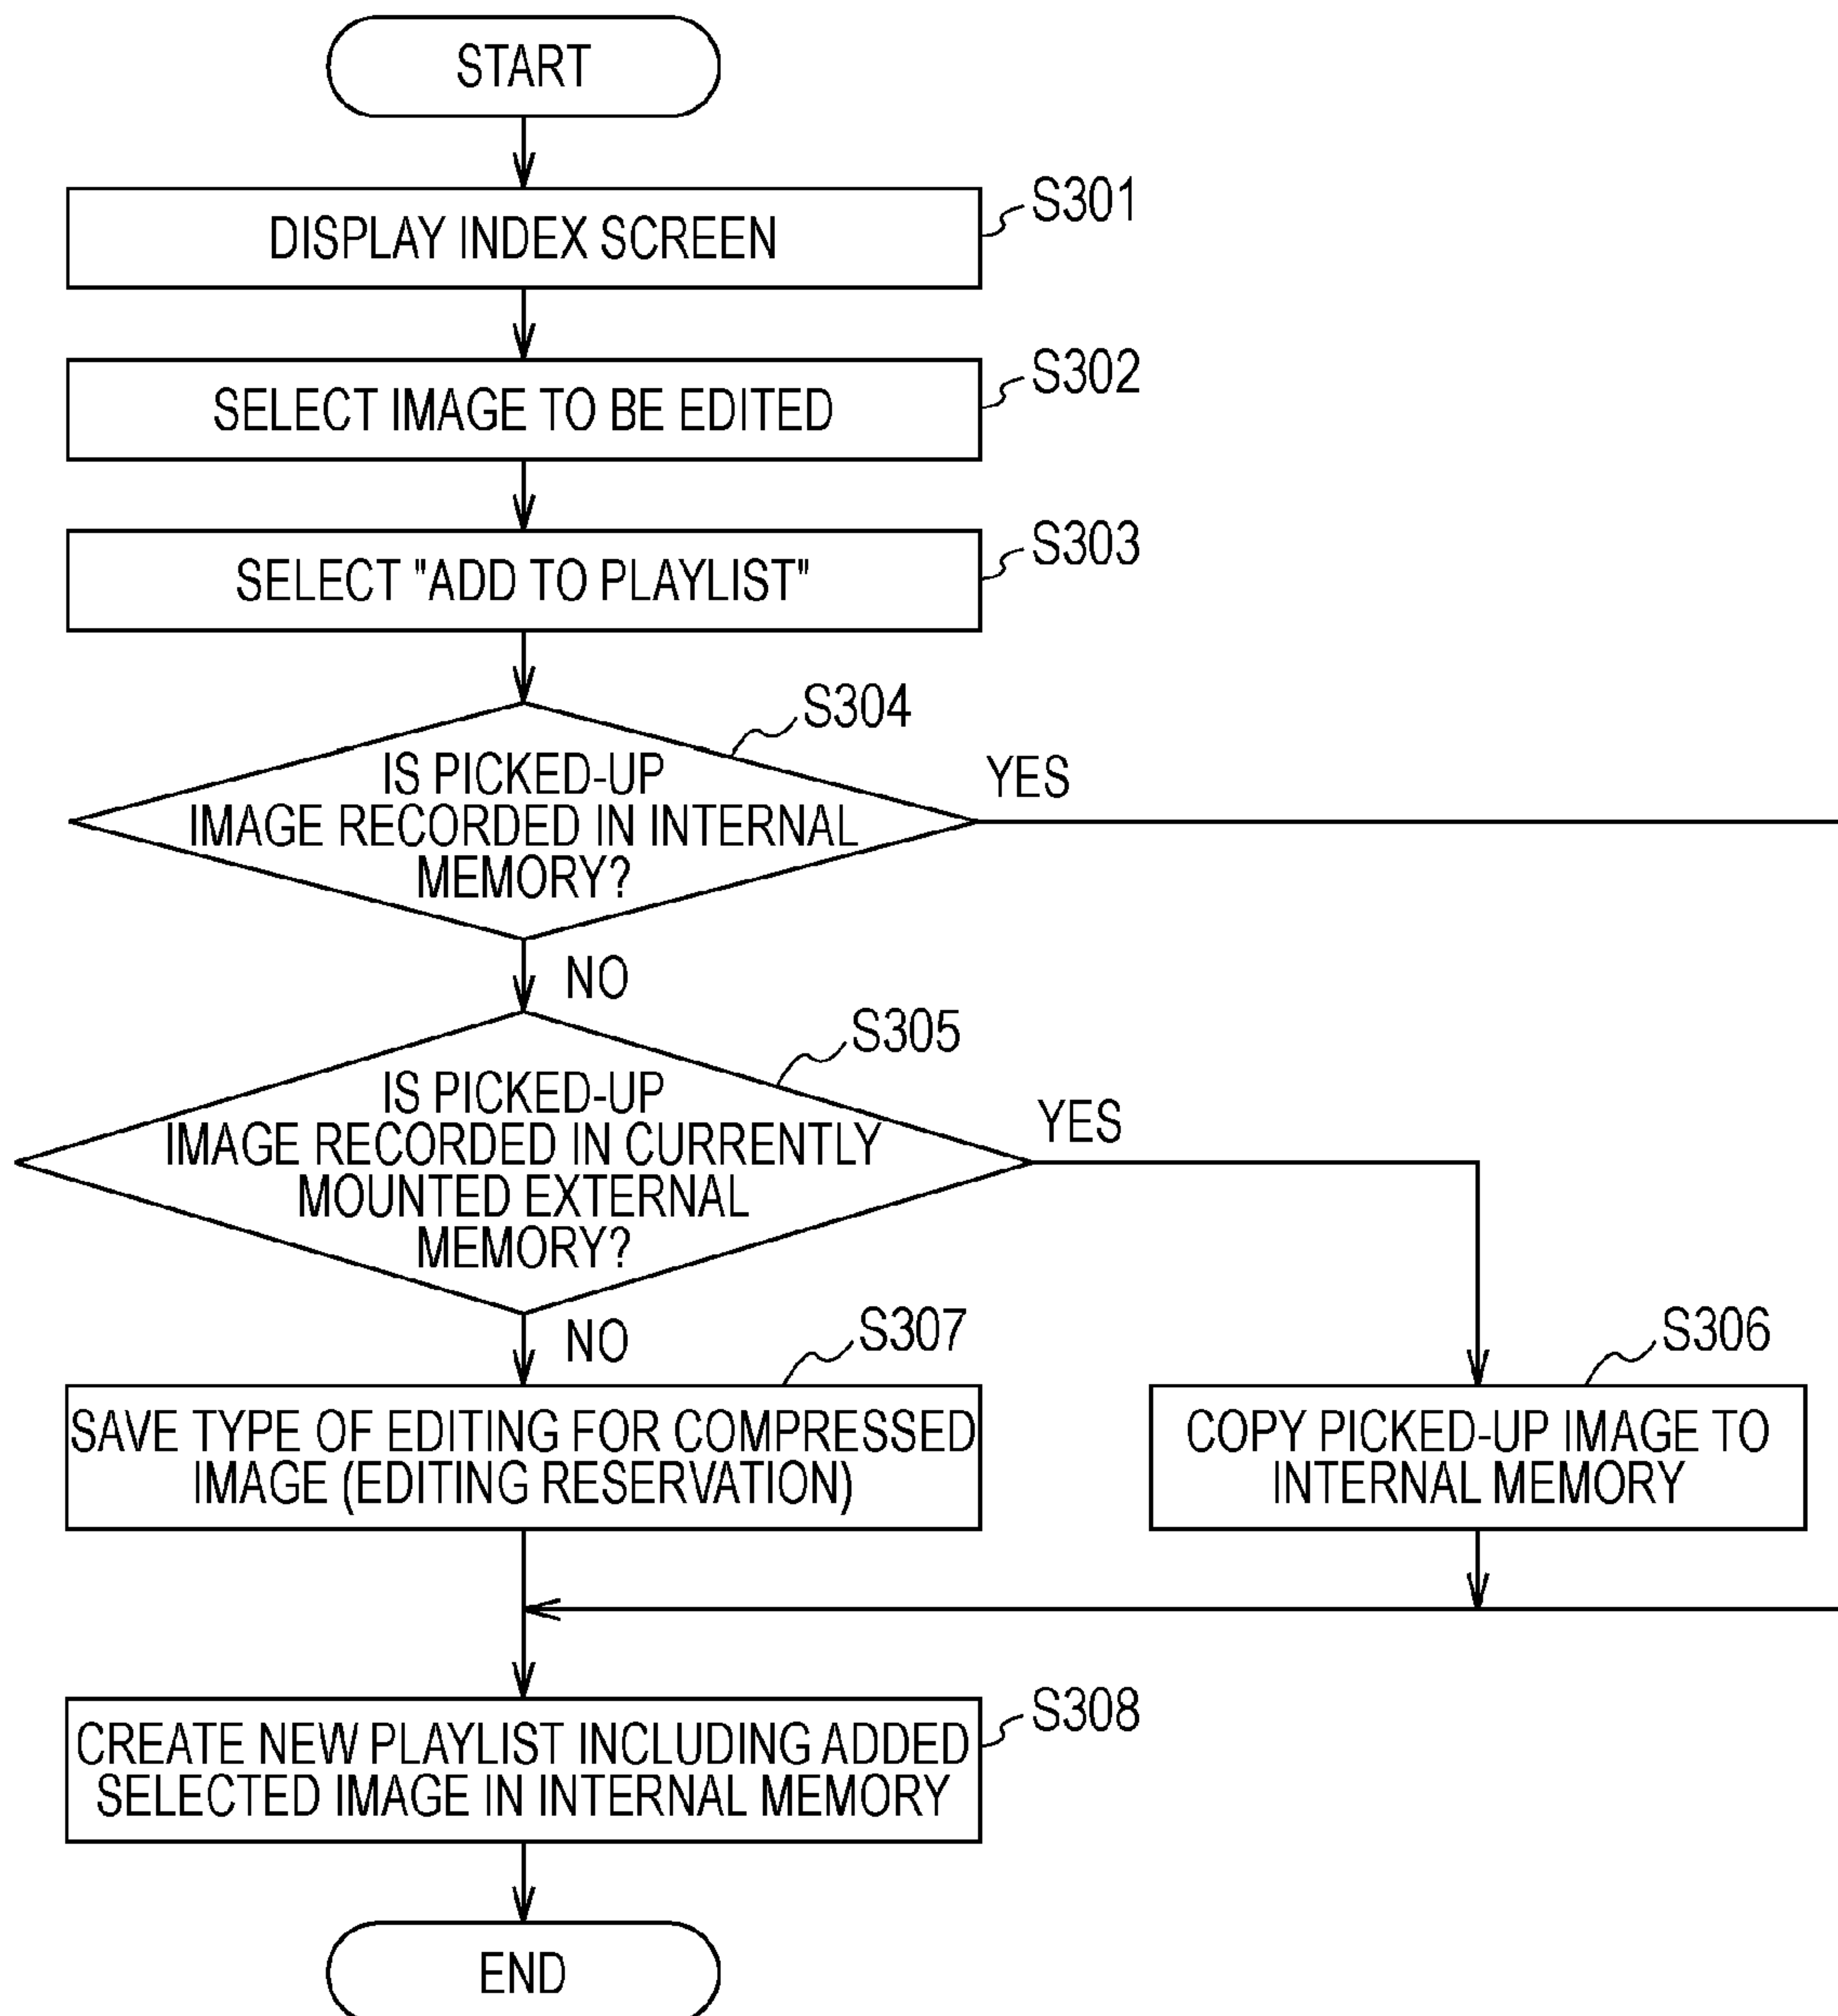 START
S301
DISPLAY INDEX SCREEN
S302
SELECT IMAGE TO BE EDITED
S303
SELECT "ADD TO PLAYLIST"
S304
IS PICKED-UP
IMAGE RECORDED IN INTERNAL
MEMORY?
YES
NO
S305
IS PICKED-UP
IMAGE RECORDED IN CURRENTLY
MOUNTED EXTERNAL
MEMORY?
YES
NO
S307
SAVE TYPE OF EDITING FOR COMPRESSED
IMAGE (EDITING RESERVATION)
S306
COPY PICKED-UP IMAGE TO
INTERNAL MEMORY
S308
CREATE NEW PLAYLIST INCLUDING ADDED
SELECTED IMAGE IN INTERNAL MEMORY
END